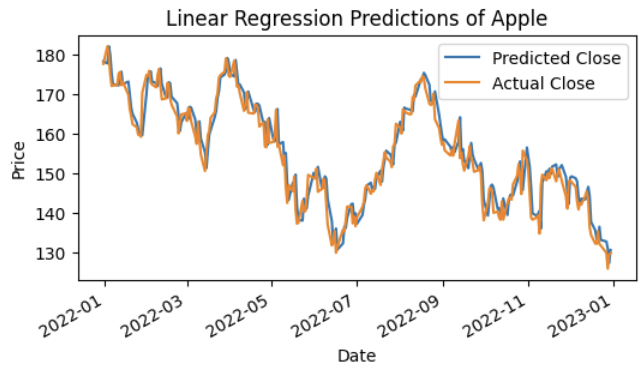 Linear Regression Predictions of Apple
Predicted Close
Actual Close
Price
180
170
160
150
140
130
2022-01
2022-03
2022-05
2022-07
2022-09
2022-11
2023-01
Date